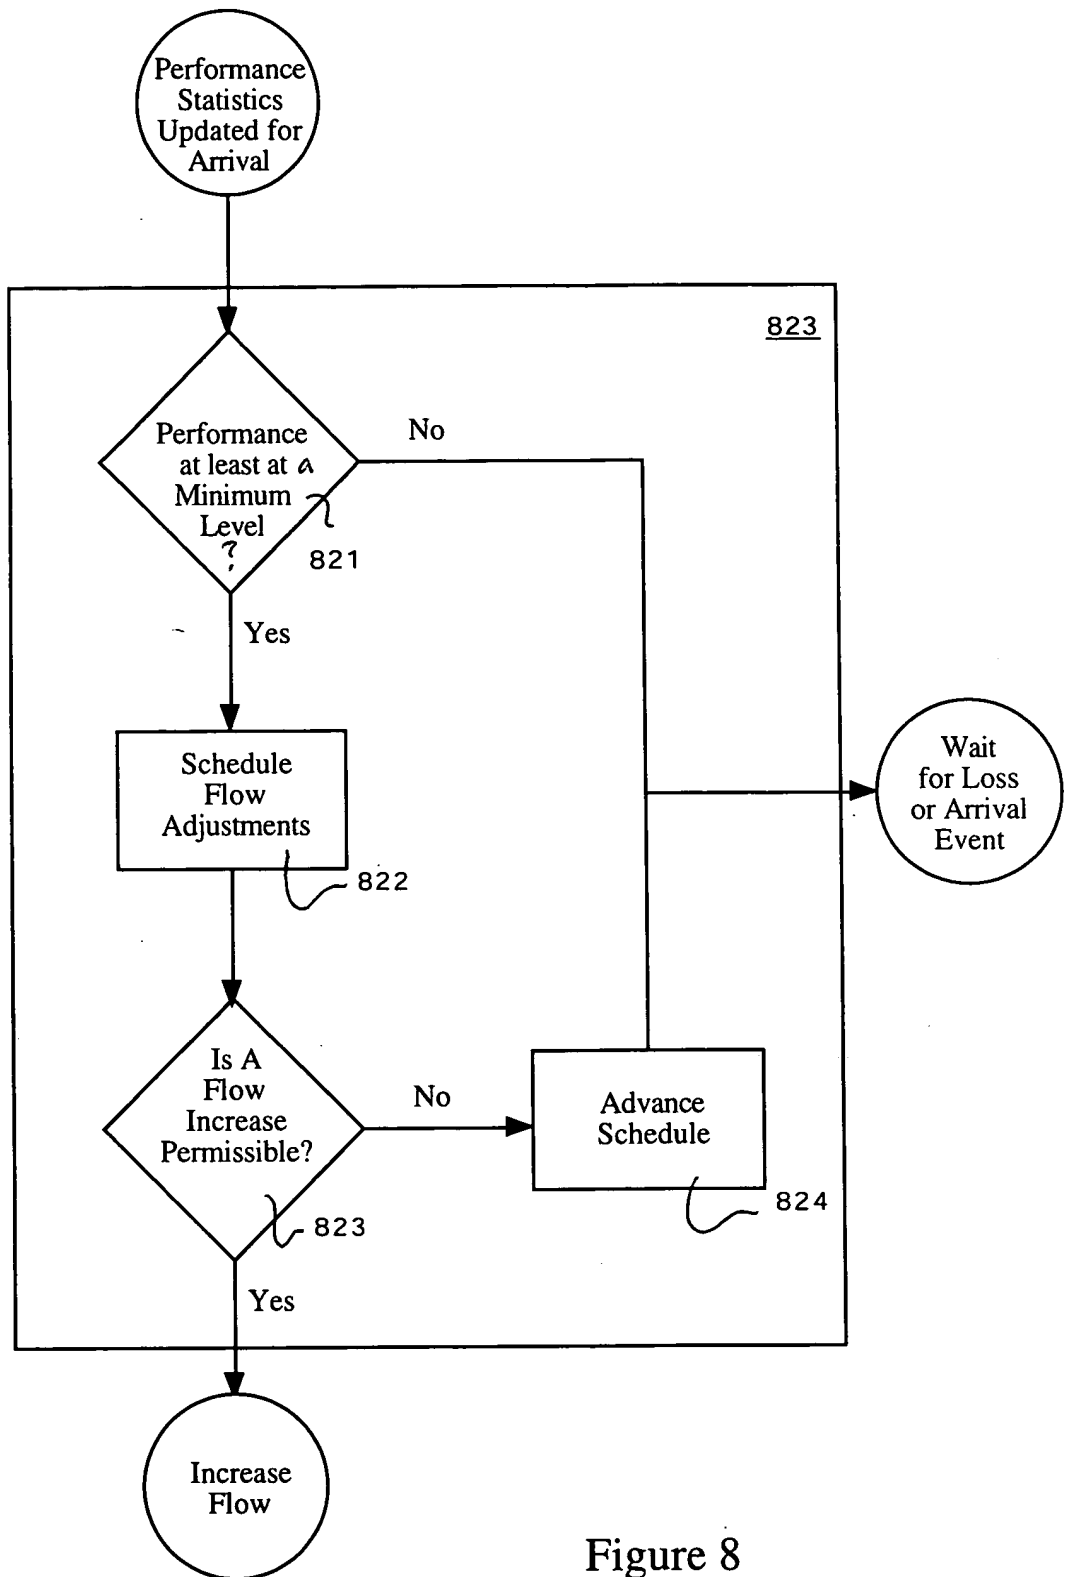 Performance
Statistics
Updated for
Arrival
823
Performance
at least at a
Minimum
Level
?
821
No
Yes
Schedule
Flow
Adjustments
822
Wait
for Loss
or Arrival
Event
Is A
Flow
Increase
Permissible?
823
No
Advance
Schedule
824
Yes
Increase
Flow
Figure 8